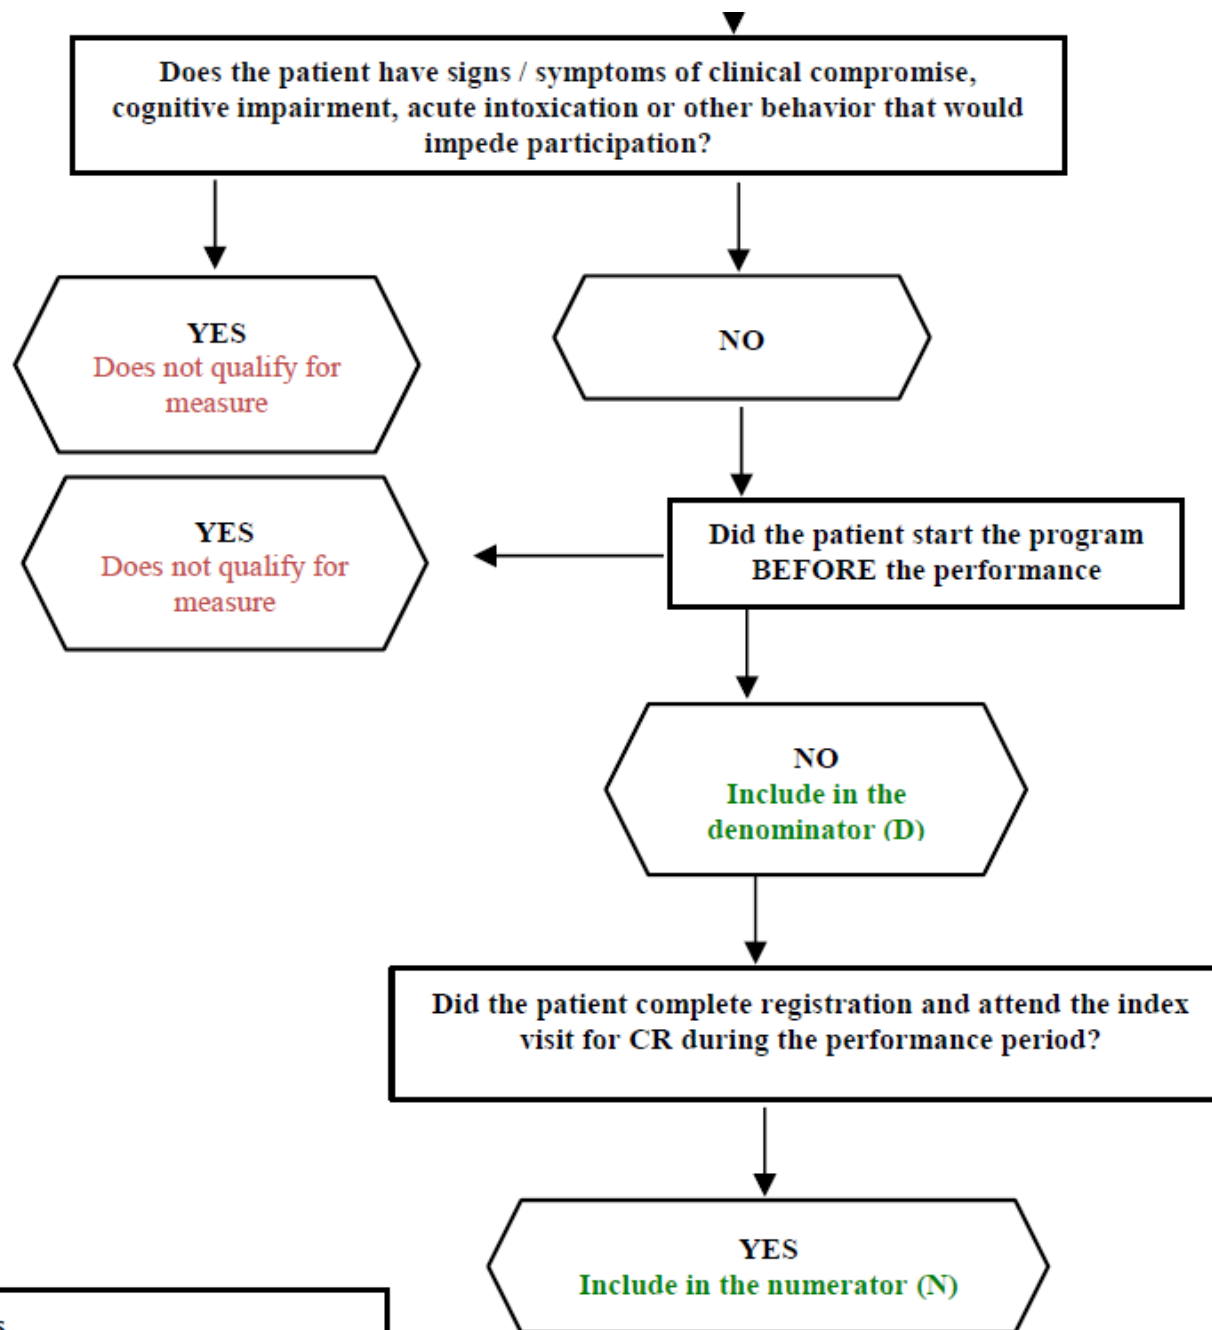 Does the patient have signs / symptoms of clinical compromise,
cognitive impairment, acute intoxication or other behavior that would
impede participation?
YES
Does not qualify for
measure
NO
YES
Does not qualify for
measure
Did the patient start the program
BEFORE the performance
NO
Include in the
denominator (D)
Did the patient complete registration and attend the index
visit for CR during the performance period?
YES
Include in the numerator (N)